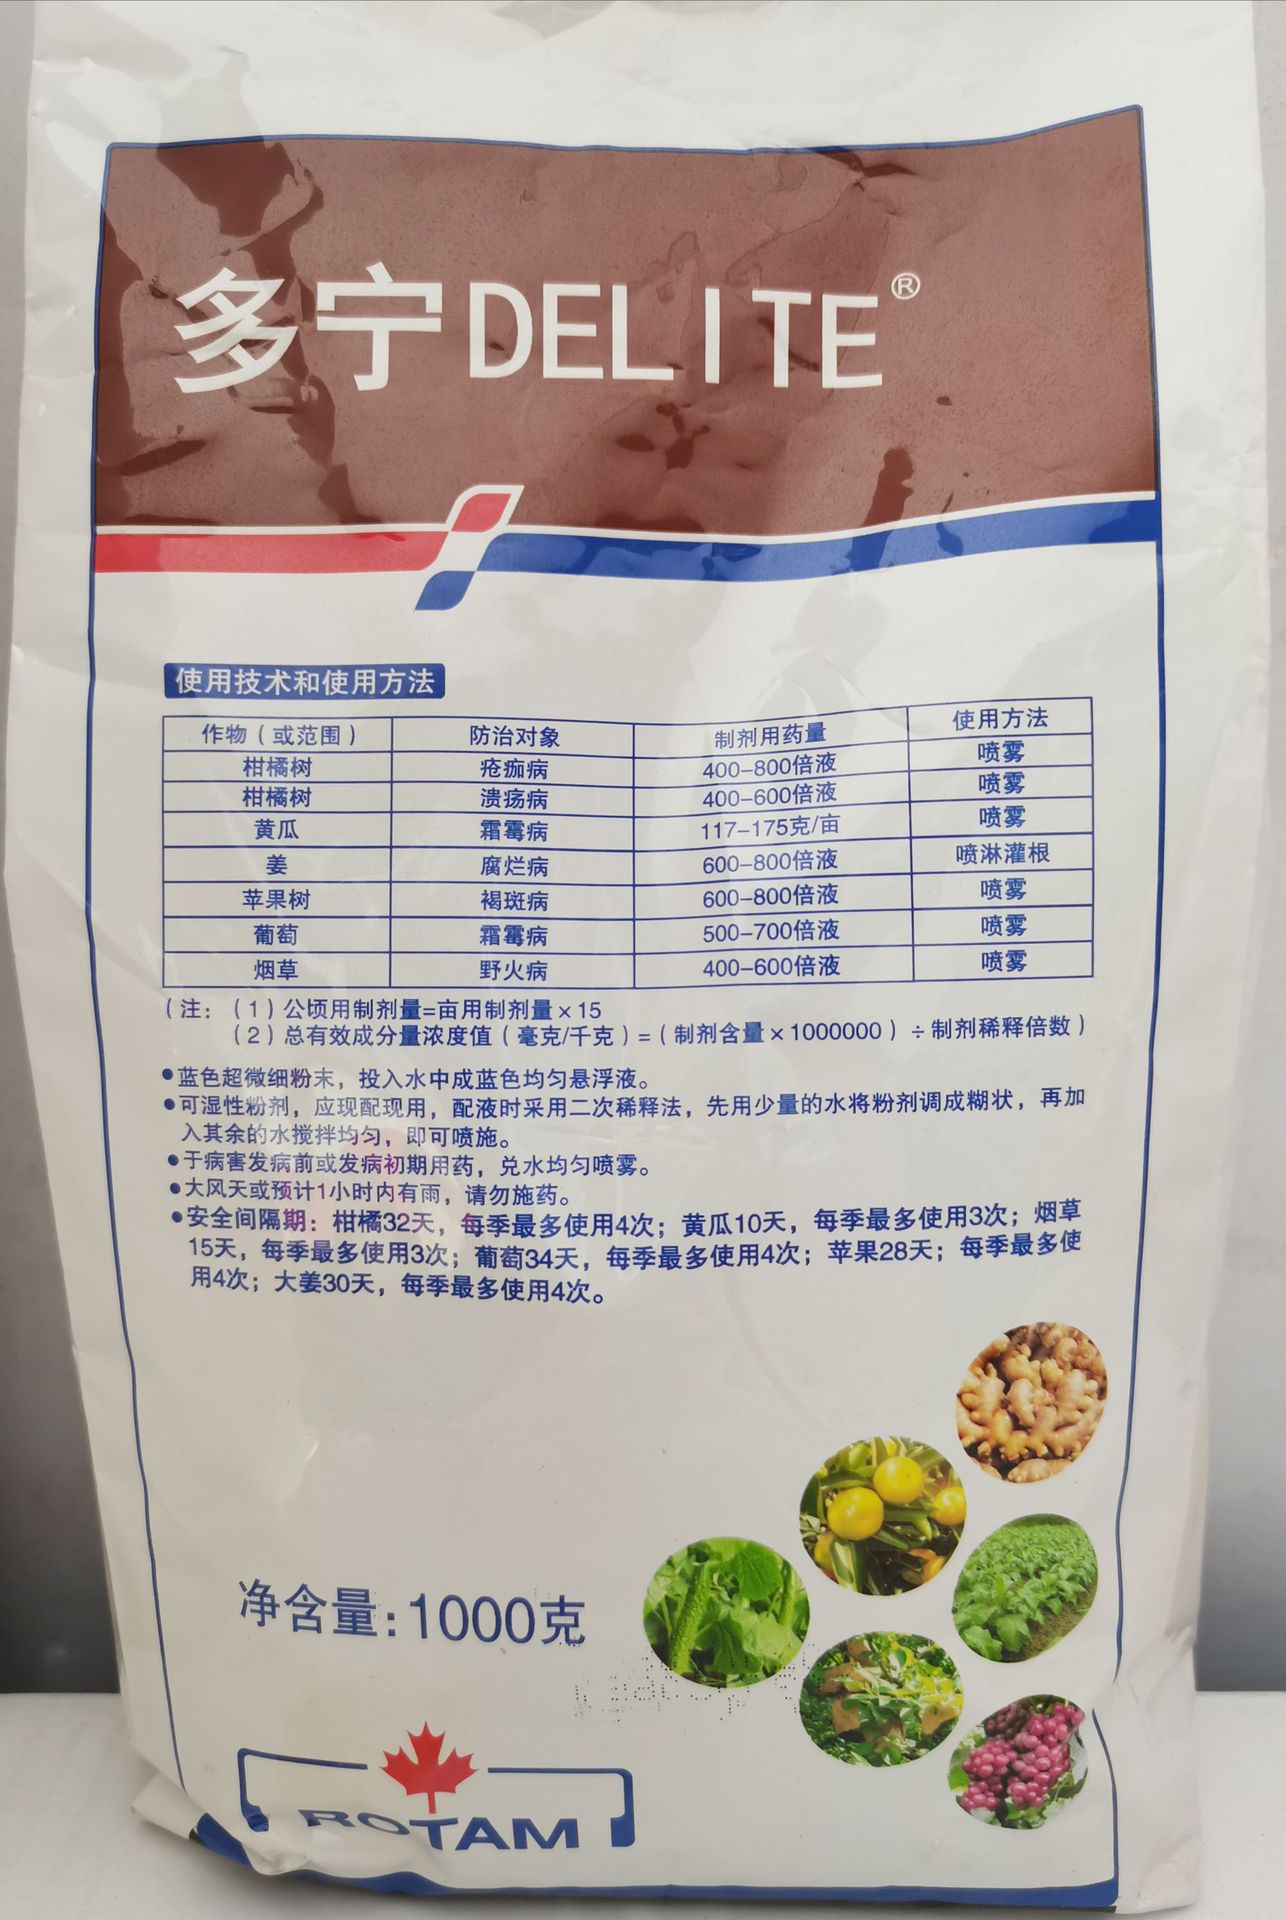 多宁DELITE®
使用技术和使用方法
作物（或范围） 防治对象 制剂用药量 使用方法
柑橘树 疮痂病 400-800倍液 喷雾
柑橘树 溃疡病 400-600倍液 喷雾
黄瓜 霜霉病 117-175克/亩 喷雾
姜 腐烂病 600-800倍液 喷淋灌根
苹果树 褐斑病 600-800倍液 喷雾
葡萄 霜霉病 500-700倍液 喷雾
烟草 野火病 400-600倍液 喷雾
（注：（1）公顷用制剂量=亩用制剂量×15
（2）总有效成分量浓度值（毫克/千克）=（制剂含量×1000000）÷制剂稀释倍数）
●蓝色超微细粉末，投入水中成蓝色均匀悬浮液。
●可湿性粉剂，应现配现用，配液时采用二次稀释法，先用少量的水将粉剂调成糊状，再加
入其余的水搅拌均匀，即可喷施。
●于病害发病前或发病初期用药，兑水均匀喷雾。
●大风天或预计1小时内有雨，请勿施药。
●安全间隔期：柑橘32天，每季最多使用4次；黄瓜10天，每季最多使用3次；烟草
15天，每季最多使用3次；葡萄34天，每季最多使用4次；苹果28天；每季最多使
用4次；大姜30天，每季最多使用4次。
净含量:1000克
ROTAM